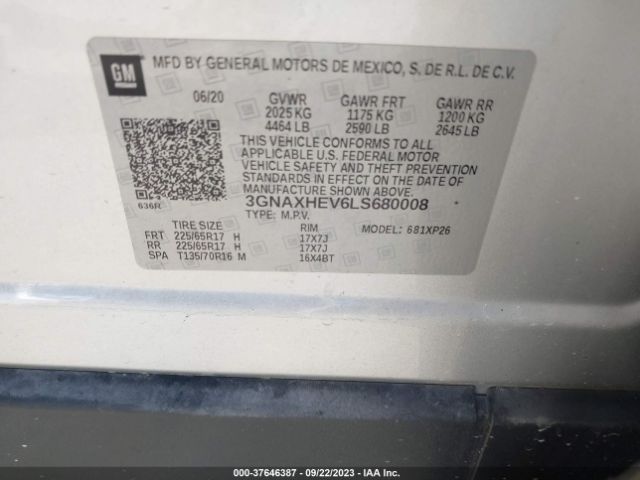 GM
MFD BY GENERAL MOTORS DE MEXICO, S. DE R.L. DE C.V.
06/20 GVWR GAWR FRT GAWR RR
2025 KG 1175 KG 1200 KG
4464 LB 2590 LB 2645 LB
THIS VEHICLE CONFORMS TO ALL
APPLICABLE U.S. FEDERAL MOTOR
VEHICLE SAFETY AND THEFT PREVENTION
STANDARDS IN EFFECT ON THE DATE OF
MANUFACTURE SHOWN ABOVE.
636R 3GNAXHEV6LS680008
TYPE: M.P.V. MODEL: 681XP26
TIRE SIZE RIM
FRT 225/65R17 H 17X7J
RR 225/65R17 H 17X7J
SPA T135/70R16 M 16X4BT
000-37646387 - 09/22/2023 - IAA Inc.